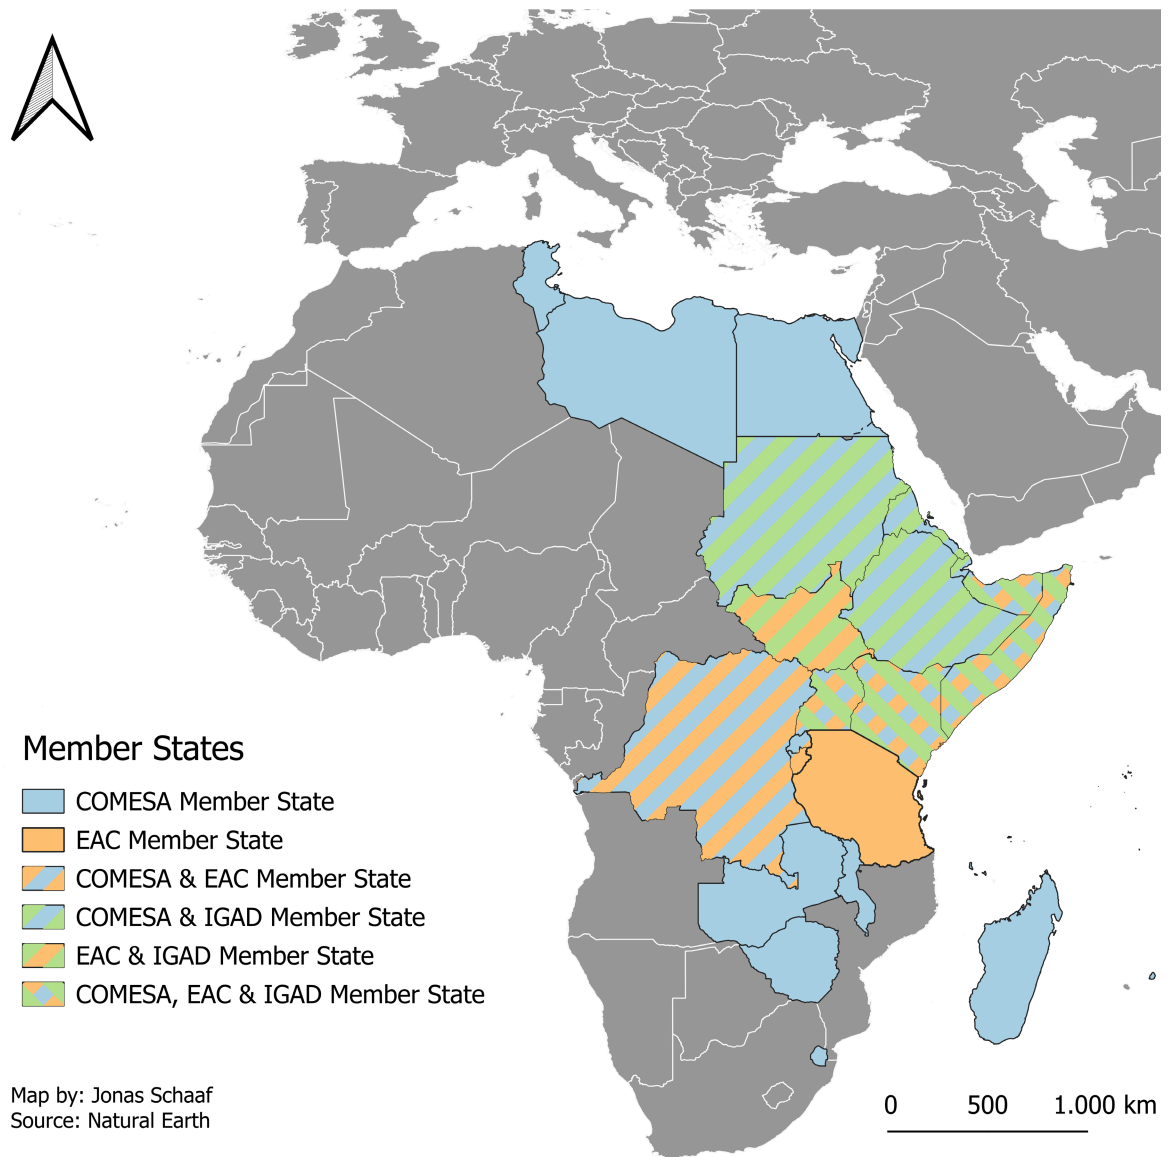 Member States
COMESA Member State
EAC Member State
COMESA & EAC Member State
COMESA & IGAD Member State
EAC & IGAD Member State
COMESA, EAC & IGAD Member State
Map by: Jonas Schaaf
Source: Natural Earth
0 500 1.000 km